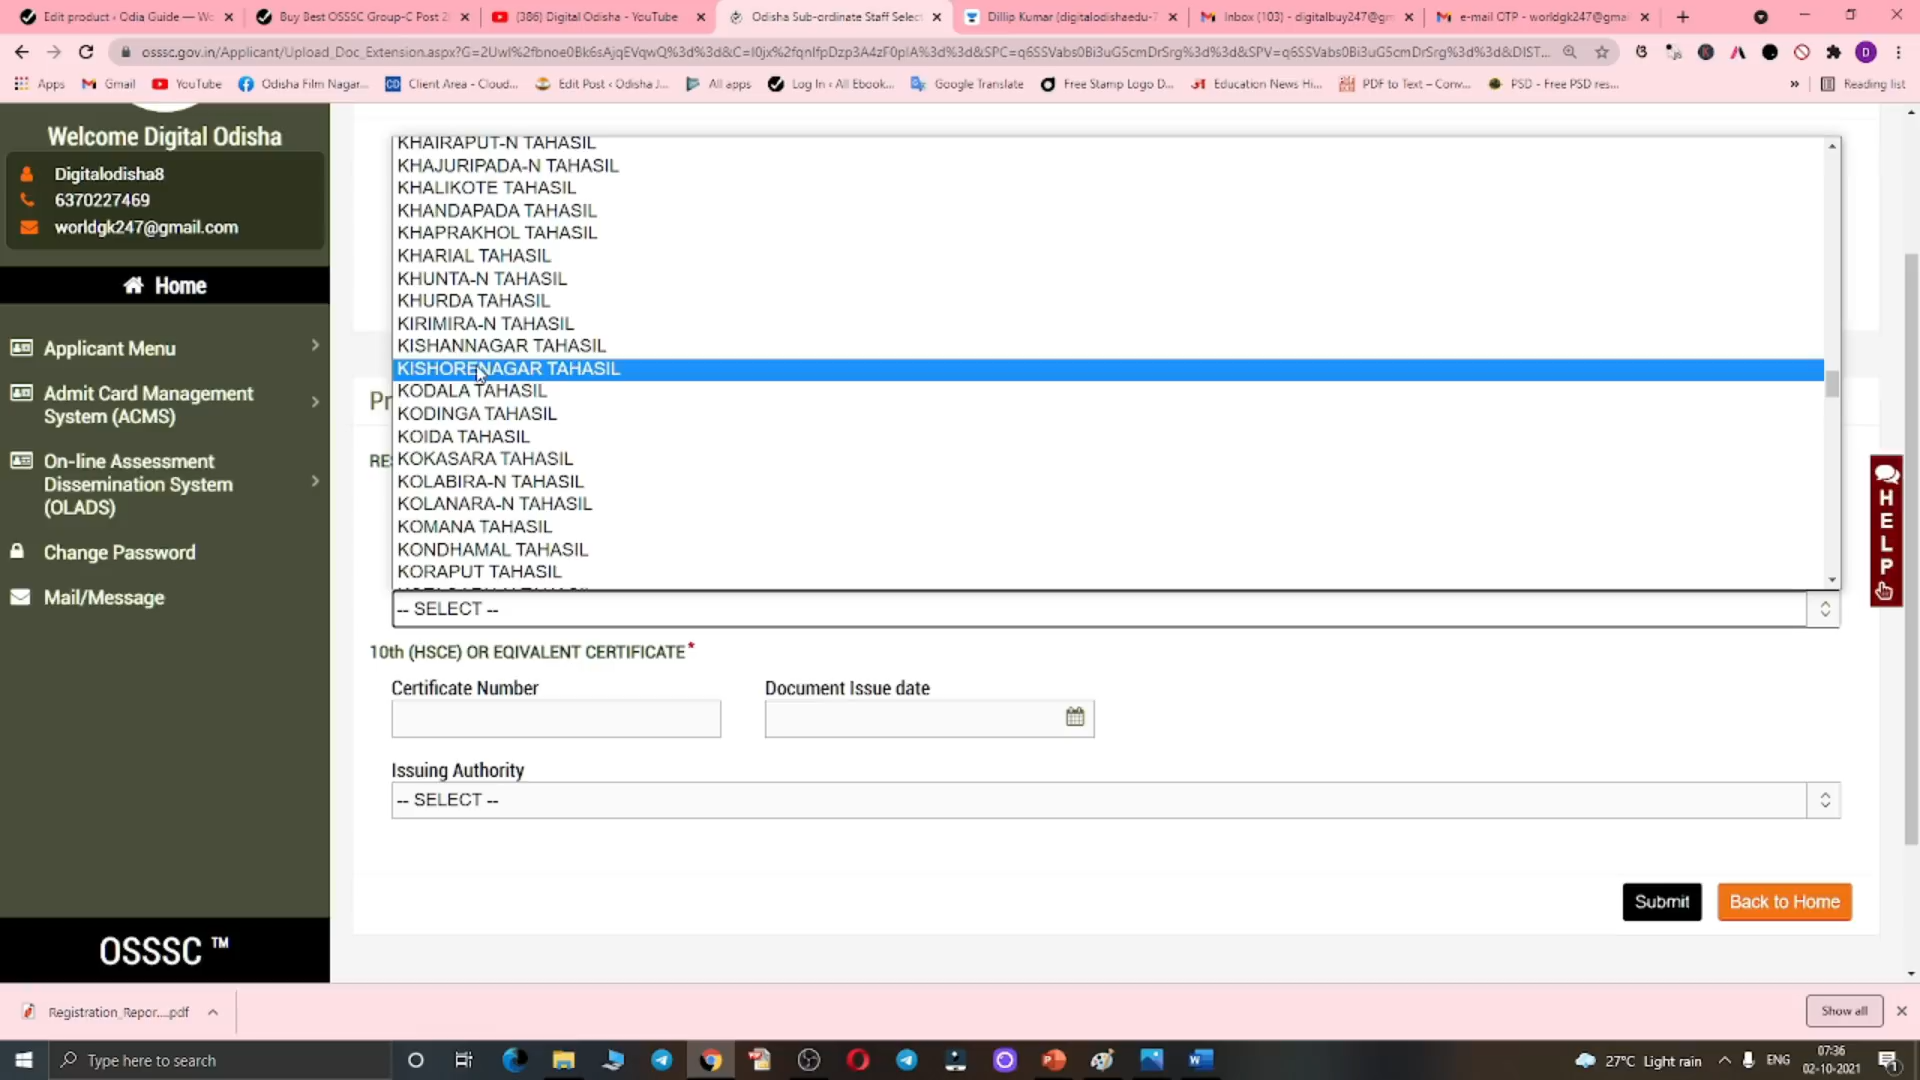 Edit product ‹ Odia Guide — Wo
Buy Best OSSSC Group-C Post 2
(386) Digital Odisha - YouTube
Odisha Sub-ordinate Staff Select
Dillip Kumar (digitalodishaedu-7
Inbox (103) - digitalbuy247@gm
e-mail OTP - worldgk247@gmai
Apps
Gmail
YouTube
Odisha Film Nagar...
Client Area - Cloud...
Edit Post ‹ Odisha J...
All apps
Log In ‹ All Ebook...
Google Translate
Free Stamp Logo D...
Education News Hi...
PDF to Text – Conv...
PSD - Free PSD res...
»
Reading list
Welcome Digital Odisha
Digitalodisha8
6370227469
worldgk247@gmail.com
Home
Applicant Menu
Admit Card Management
System (ACMS)
On-line Assessment
Dissemination System
(OLADS)
Change Password
Mail/Message
OSSSC ™
KHAIRAPUT-N TAHASIL
KHAJURIPADA-N TAHASIL
KHALIKOTE TAHASIL
KHANDAPADA TAHASIL
KHAPRAKHOL TAHASIL
KHARIAL TAHASIL
KHUNTA-N TAHASIL
KHURDA TAHASIL
KIRIMIRA-N TAHASIL
KISHANNAGAR TAHASIL
KISHORENAGAR TAHASIL
KODALA TAHASIL
KODINGA TAHASIL
KOIDA TAHASIL
KOKASARA TAHASIL
KOLABIRA-N TAHASIL
KOLANARA-N TAHASIL
KOMANA TAHASIL
KONDHAMAL TAHASIL
KORAPUT TAHASIL
Pr
RE
-- SELECT --
10th (HSCE) OR EQIVALENT CERTIFICATE*
Certificate Number
Document Issue date
Issuing Authority
-- SELECT --
Submit
Back to Home
HELP
Registration_Repor....pdf
Show all
Type here to search
27°C Light rain
ENG
07:36
02-10-2021